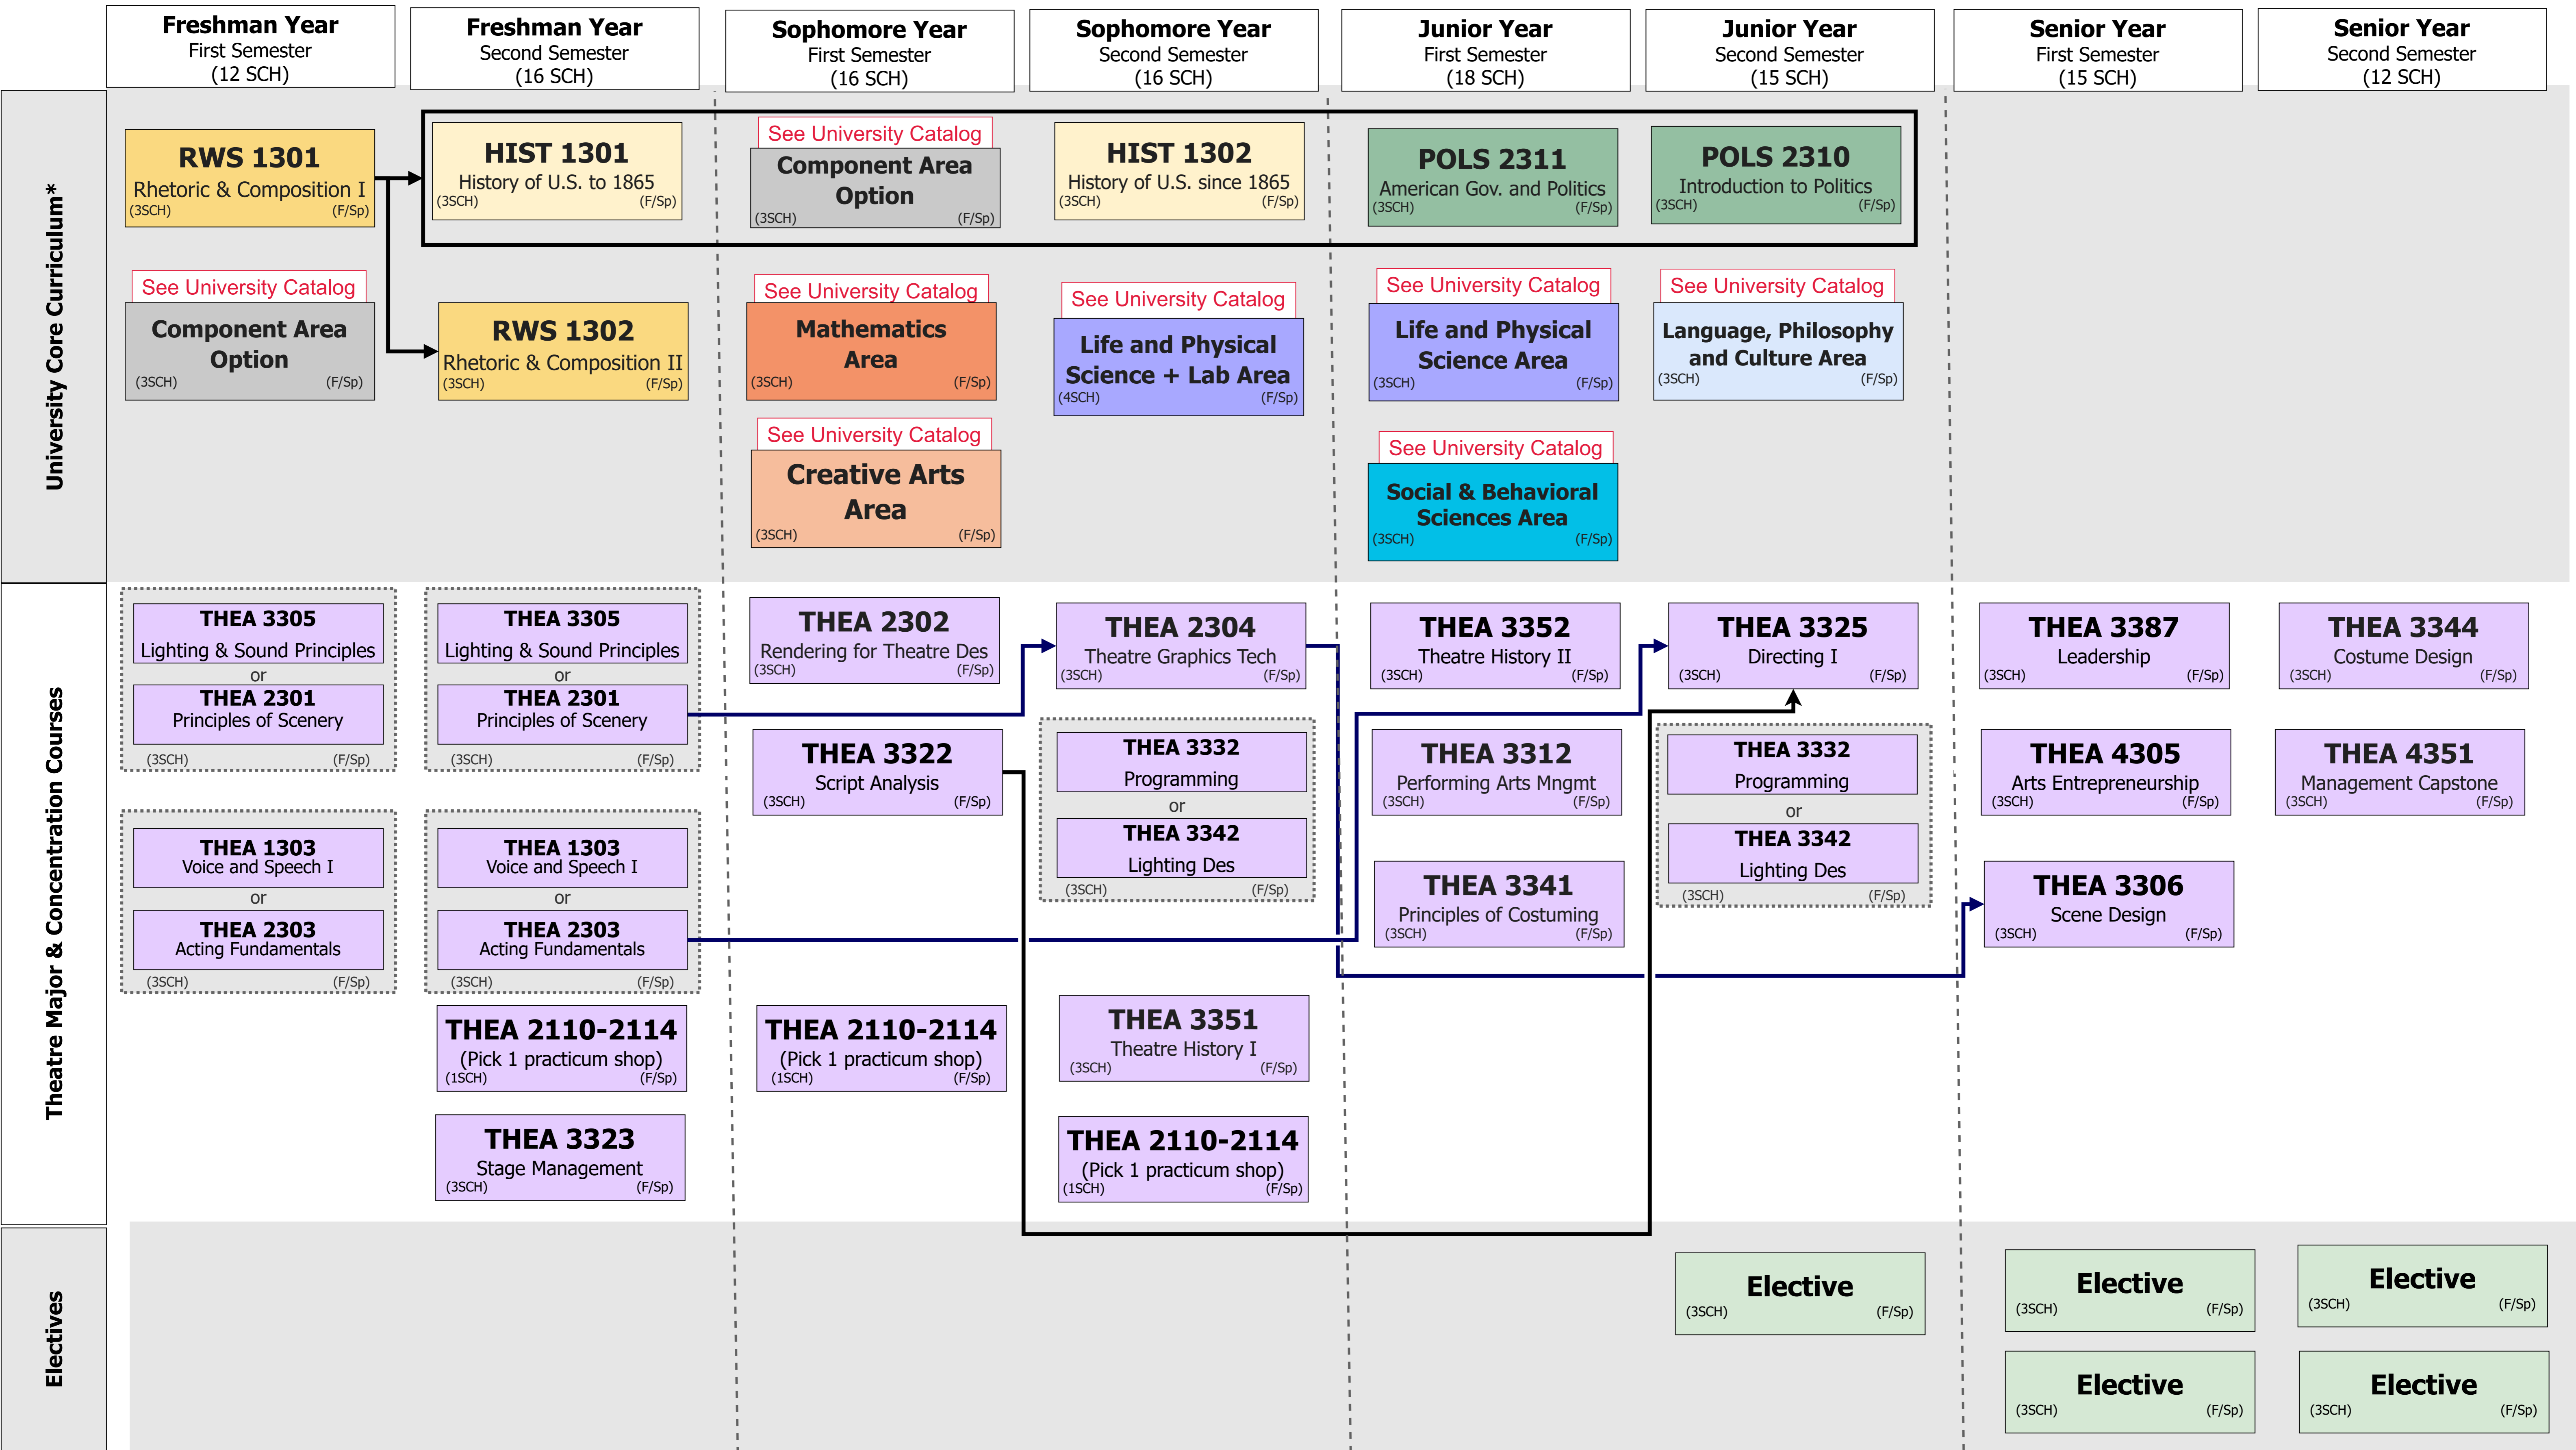 Freshman Year
First Semester
(12 SCH)
Freshman Year
Second Semester
(16 SCH)
Sophomore Year
First Semester
(16 SCH)
Sophomore Year
Second Semester
(16 SCH)
Junior Year
First Semester
(18 SCH)
Junior Year
Second Semester
(15 SCH)
Senior Year
First Semester
(15 SCH)
Senior Year
Second Semester
(12 SCH)
University Core Curriculum*
RWS 1301
Rhetoric & Composition I
(3SCH) (F/Sp)
HIST 1301
History of U.S. to 1865
(3SCH) (F/Sp)
See University Catalog
Component Area
Option
(3SCH) (F/Sp)
HIST 1302
History of U.S. since 1865
(3SCH) (F/Sp)
POLS 2311
American Gov. and Politics
(3SCH) (F/Sp)
POLS 2310
Introduction to Politics
(3SCH) (F/Sp)
See University Catalog
Component Area
Option
(3SCH) (F/Sp)
RWS 1302
Rhetoric & Composition II
(3SCH) (F/Sp)
See University Catalog
Mathematics
Area
(3SCH) (F/Sp)
See University Catalog
Life and Physical
Science + Lab Area
(4SCH) (F/Sp)
See University Catalog
Life and Physical
Science Area
(3SCH) (F/Sp)
See University Catalog
Language, Philosophy
and Culture Area
(3SCH) (F/Sp)
See University Catalog
Creative Arts
Area
(3SCH) (F/Sp)
See University Catalog
Social & Behavioral
Sciences Area
(3SCH) (F/Sp)
Theatre Major & Concentration Courses
THEA 3305
Lighting & Sound Principles
or
THEA 2301
Principles of Scenery
(3SCH) (F/Sp)
THEA 3305
Lighting & Sound Principles
or
THEA 2301
Principles of Scenery
(3SCH) (F/Sp)
THEA 2302
Rendering for Theatre Des
(3SCH) (F/Sp)
THEA 2304
Theatre Graphics Tech
(3SCH) (F/Sp)
THEA 3352
Theatre History II
(3SCH) (F/Sp)
THEA 3325
Directing I
(3SCH) (F/Sp)
THEA 3387
Leadership
(3SCH) (F/Sp)
THEA 3344
Costume Design
(3SCH) (F/Sp)
THEA 3322
Script Analysis
(3SCH) (F/Sp)
THEA 3332
Programming
or
THEA 3342
Lighting Des
(3SCH) (F/Sp)
THEA 3312
Performing Arts Mngmt
(3SCH) (F/Sp)
THEA 3332
Programming
or
THEA 3342
Lighting Des
(3SCH) (F/Sp)
THEA 4305
Arts Entrepreneurship
(3SCH) (F/Sp)
THEA 4351
Management Capstone
(3SCH) (F/Sp)
THEA 1303
Voice and Speech I
or
THEA 2303
Acting Fundamentals
(3SCH) (F/Sp)
THEA 1303
Voice and Speech I
or
THEA 2303
Acting Fundamentals
(3SCH) (F/Sp)
THEA 3341
Principles of Costuming
(3SCH) (F/Sp)
THEA 3306
Scene Design
(3SCH) (F/Sp)
THEA 2110-2114
(Pick 1 practicum shop)
(1SCH) (F/Sp)
THEA 2110-2114
(Pick 1 practicum shop)
(1SCH) (F/Sp)
THEA 3351
Theatre History I
(3SCH) (F/Sp)
THEA 3323
Stage Management
(3SCH) (F/Sp)
THEA 2110-2114
(Pick 1 practicum shop)
(1SCH) (F/Sp)
Electives
Elective
(3SCH) (F/Sp)
Elective
(3SCH) (F/Sp)
Elective
(3SCH) (F/Sp)
Elective
(3SCH) (F/Sp)
Elective
(3SCH) (F/Sp)